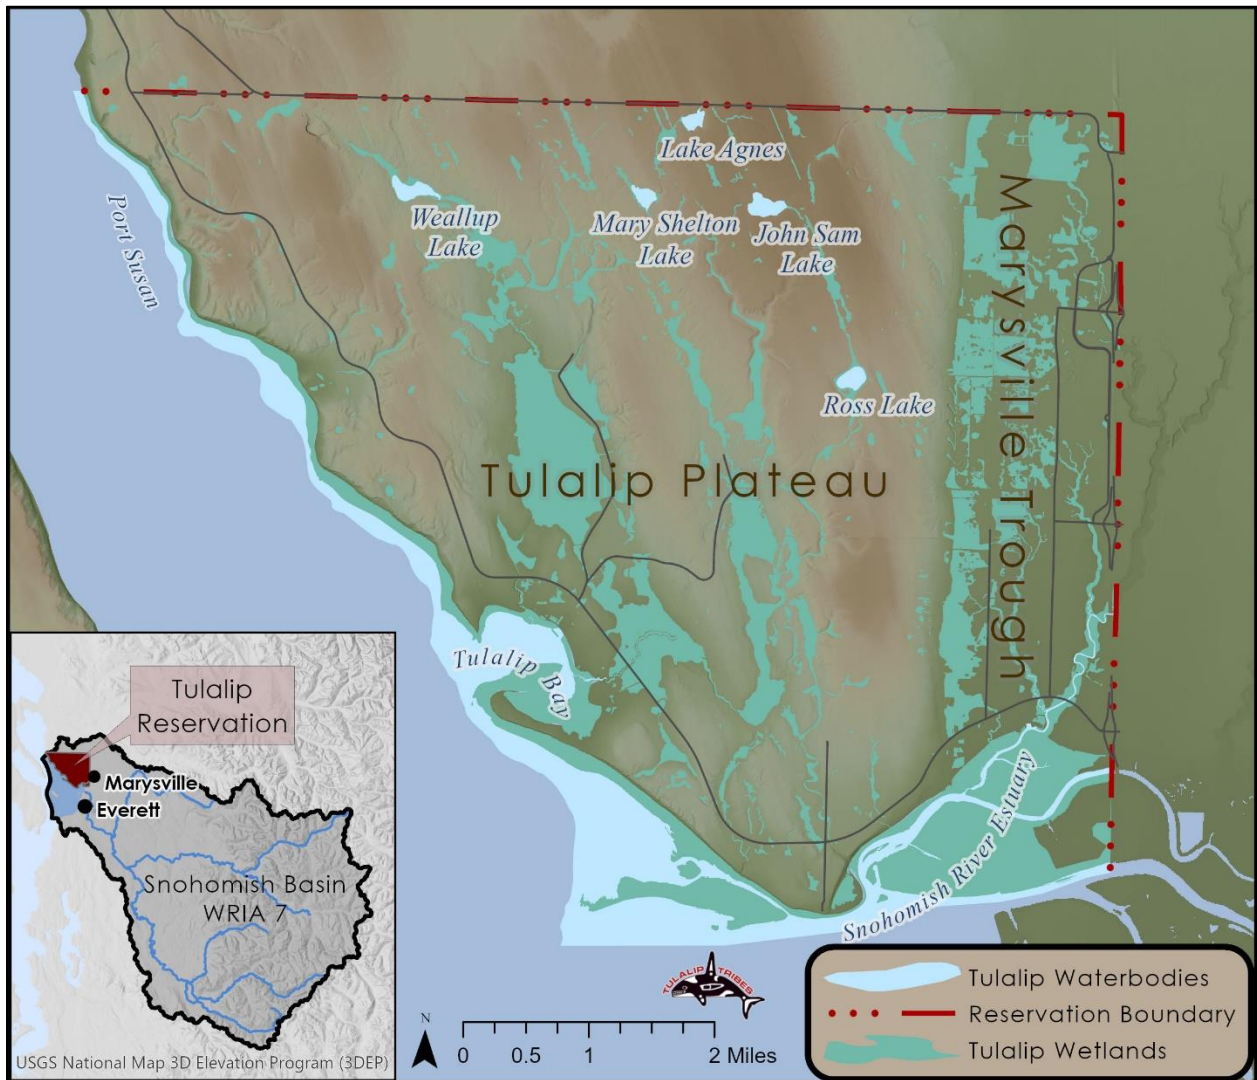 Lake Agnes
Port Susan
Weallup
Lake
Mary Shelton
Lake
John Sam
Lake
Marysville Trough
Ross Lake
Tulalip Plateau
Tulalip Bay
Snohomish River Estuary
Tulalip
Reservation
Marysville
Everett
Snohomish Basin
WRIA 7
USGS National Map 3D Elevation Program (3DEP)
TULALIP TRIBES
N
0 0.5 1 2 Miles
Tulalip Waterbodies
Reservation Boundary
Tulalip Wetlands